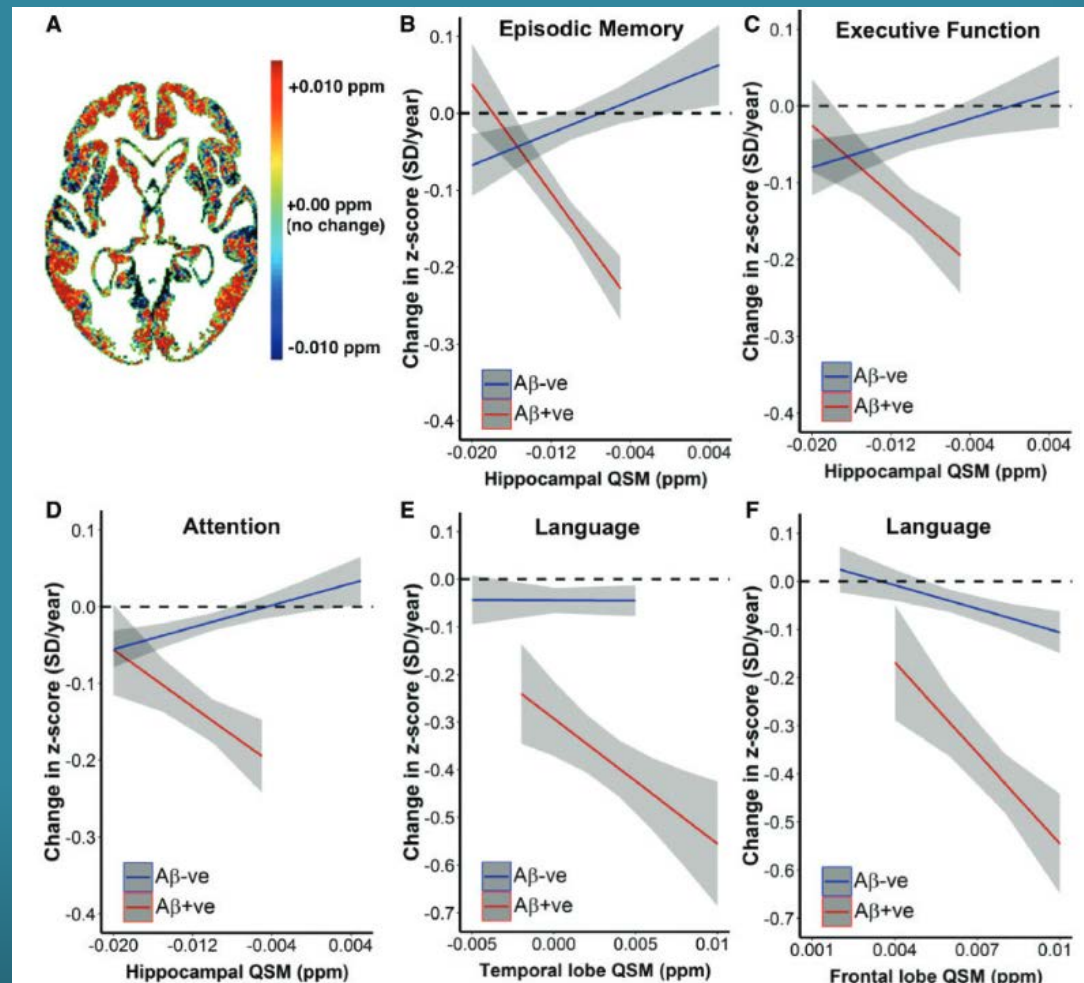 A
+0.010 ppm
+0.00 ppm
(no change)
-0.010 ppm
B
Episodic Memory
Change in z-score (SD/year)
0.1
0.0
-0.1
-0.2
-0.3
-0.4
Aβ-ve
Aβ+ve
-0.020 -0.012 -0.004 0.004
Hippocampal QSM (ppm)
C
Executive Function
Change in z-score (SD/year)
0.1
0.0
-0.1
-0.2
-0.3
-0.4
Aβ-ve
Aβ+ve
-0.020 -0.012 -0.004 0.004
Hippocampal QSM (ppm)
D
Attention
Change in z-score (SD/year)
0.1
0.0
-0.1
-0.2
-0.3
-0.4
Aβ-ve
Aβ+ve
-0.020 -0.012 -0.004 0.004
Hippocampal QSM (ppm)
E
Language
Change in z-score (SD/year)
0.1
0.0
-0.1
-0.2
-0.3
-0.4
-0.5
-0.6
-0.7
Aβ-ve
Aβ+ve
-0.005 0.000 0.005 0.01
Temporal lobe QSM (ppm)
F
Language
Change in z-score (SD/year)
0.1
0.0
-0.1
-0.2
-0.3
-0.4
-0.5
-0.6
-0.7
Aβ-ve
Aβ+ve
0.001 0.004 0.007 0.01
Frontal lobe QSM (ppm)